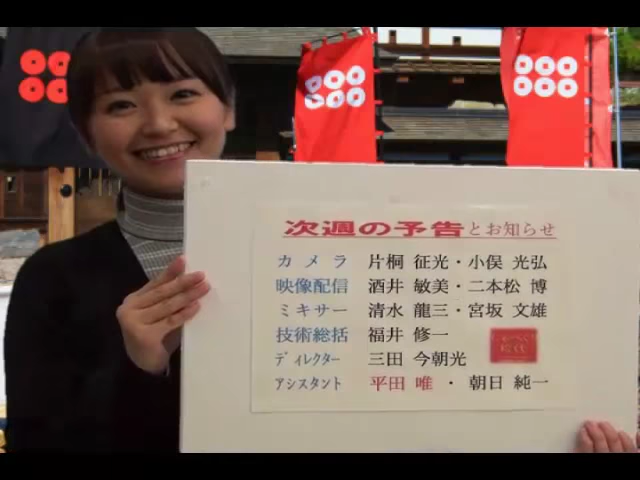 次週の予告とお知らせ
カメラ 片桐 征光・小俣 光弘
映像配信 酒井 敏美・二本松 博
ミキサー 清水 龍三・宮坂 文雄
技術総括 福井 修一
ディレクター 三田 今朝光
アシスタント 平田 唯・朝日 純一